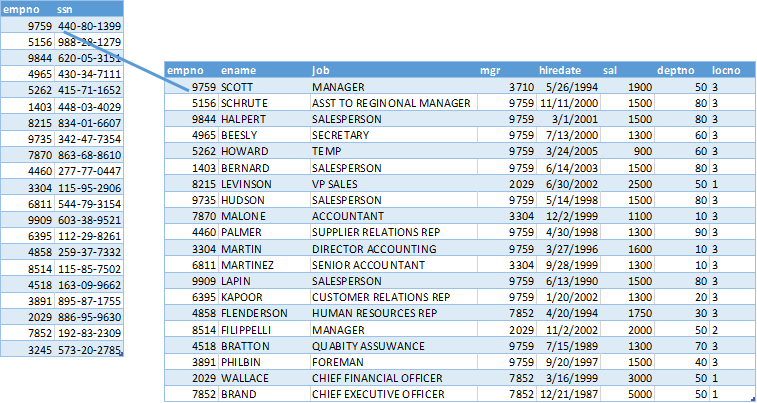 empno ssn
9759 440-80-1399
5156 988-28-1279
9844 620-05-3151
4965 430-34-7111
5262 415-71-1652
1403 448-03-4029
8215 834-01-6607
9735 342-47-7354
7870 863-68-8610
4460 277-77-0447
3304 115-95-2906
6811 544-79-3154
9909 603-38-9521
6395 112-29-8261
4858 259-37-7332
8514 115-85-7502
4518 163-09-9662
3891 895-87-1755
2029 886-95-9630
7852 192-83-2309
3245 573-20-2785
empno ename job mgr hiredate sal deptno locno
9759 SCOTT MANAGER 3710 5/26/1994 1900 50 3
5156 SCHRUTE ASST TO REGINONAL MANAGER 9759 11/11/2000 1500 80 3
9844 HALPERT SALESPERSON 9759 3/1/2001 1500 80 3
4965 BEESLY SECRETARY 9759 7/13/2000 1300 60 3
5262 HOWARD TEMP 9759 3/24/2005 900 60 3
1403 BERNARD SALESPERSON 9759 6/14/2003 1500 80 3
8215 LEVINSON VP SALES 2029 6/30/2002 2500 50 1
9735 HUDSON SALESPERSON 9759 5/14/1998 1500 80 3
7870 MALONE ACCOUNTANT 3304 12/2/1999 1100 10 3
4460 PALMER SUPPLIER RELATIONS REP 9759 4/30/1998 1300 90 3
3304 MARTIN DIRECTOR ACCOUNTING 9759 3/27/1996 1600 10 3
6811 MARTINEZ SENIOR ACCOUNTANT 3304 9/28/1999 1300 10 3
9909 LAPIN SALESPERSON 9759 6/13/1990 1500 80 3
6395 KAPOOR CUSTOMER RELATIONS REP 9759 1/20/2002 1300 20 3
4858 FLENDERSON HUMAN RESOURCES REP 7852 4/20/1994 1750 30 3
8514 FILIPPELLI MANAGER 2029 11/2/2002 2000 50 2
4518 BRATTON QUABITY ASSUWANCE 9759 7/15/1989 1300 70 3
3891 PHILBIN FOREMAN 9759 9/20/1997 1500 40 3
2029 WALLACE CHIEF FINANCIAL OFFICER 7852 3/16/1999 3000 50 1
7852 BRAND CHIEF EXECUTIVE OFFICER 7852 12/21/1987 5000 50 1